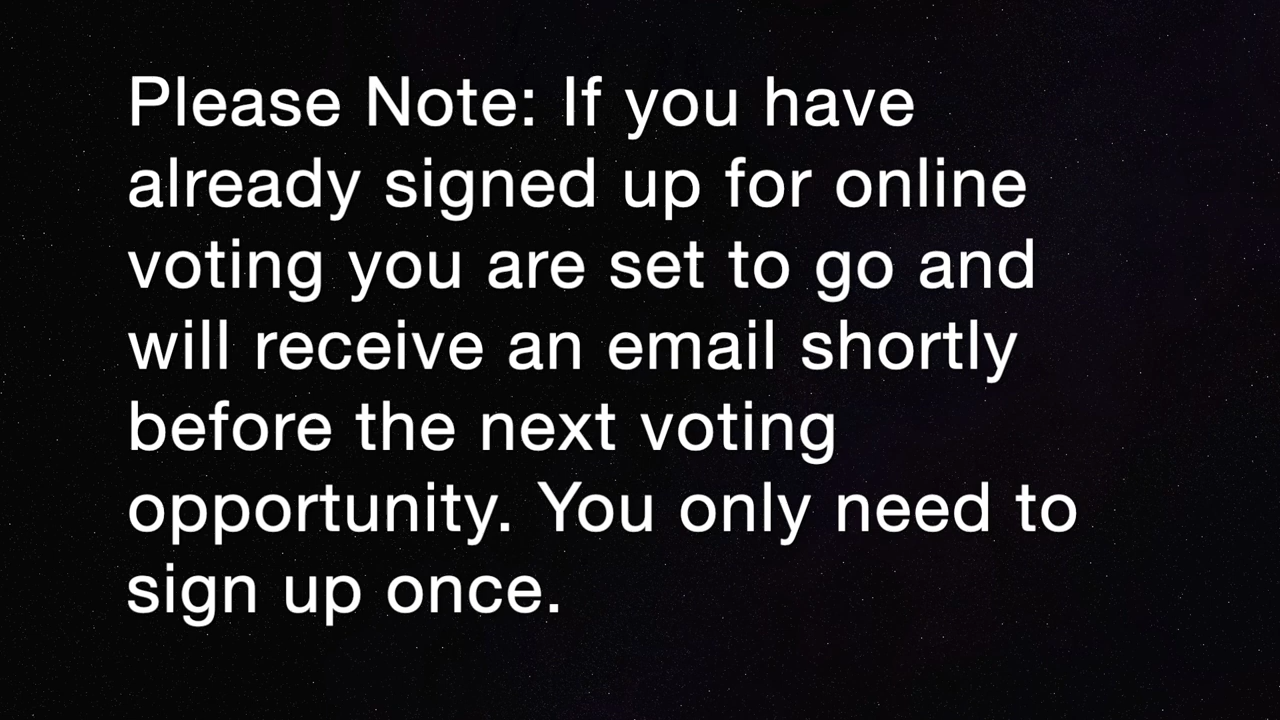 Please Note: If you have
already signed up for online
voting you are set to go and
will receive an email shortly
before the next voting
opportunity. You only need to
sign up once.